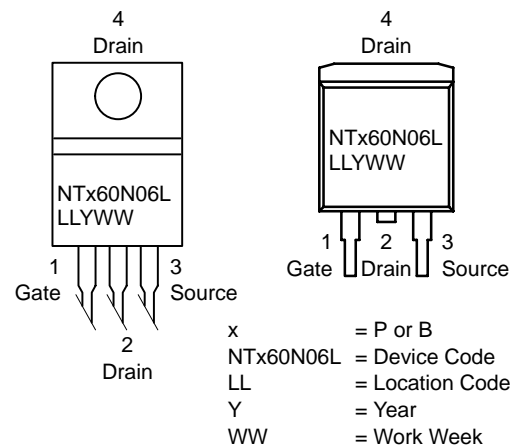 4
Drain
NTx60N06L
LLYWW
1
Gate
3
Source
2
Drain
4
Drain
NTx60N06L
LLYWW
1
Gate
2
Drain
3
Source
x = P or B
NTx60N06L = Device Code
LL = Location Code
Y = Year
WW = Work Week